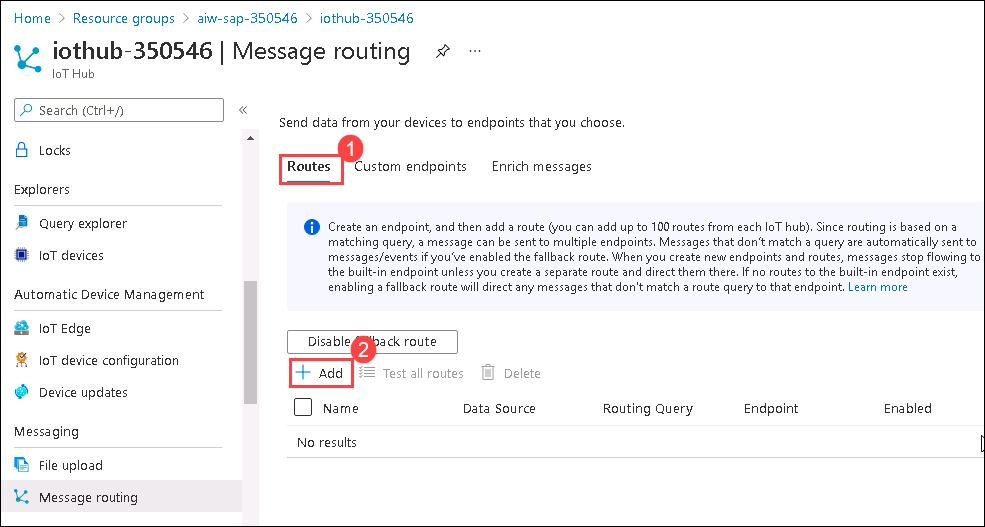 Home > Resource groups > aiw-sap-350546 > iothub-350546
iothub-350546 | Message routing
IoT Hub
Search (Ctrl+/)
Locks
Explorers
Query explorer
IoT devices
Automatic Device Management
IoT Edge
IoT device configuration
Device updates
Messaging
File upload
Message routing
Send data from your devices to endpoints that you choose.
1
Routes Custom endpoints Enrich messages
Create an endpoint, and then add a route (you can add up to 100 routes from each IoT hub). Since routing is based on a
matching query, a message can be sent to multiple endpoints. Messages that don't match a query are automatically sent to
messages/events if you've enabled the fallback route. When you create new endpoints and routes, messages stop flowing to
the built-in endpoint unless you create a separate route and direct them there. If no routes to the built-in endpoint exist,
enabling a fallback route will direct any messages that don't match a route query to that endpoint. Learn more
Disable back route
2
Add Test all routes Delete
Name Data Source Routing Query Endpoint Enabled
No results